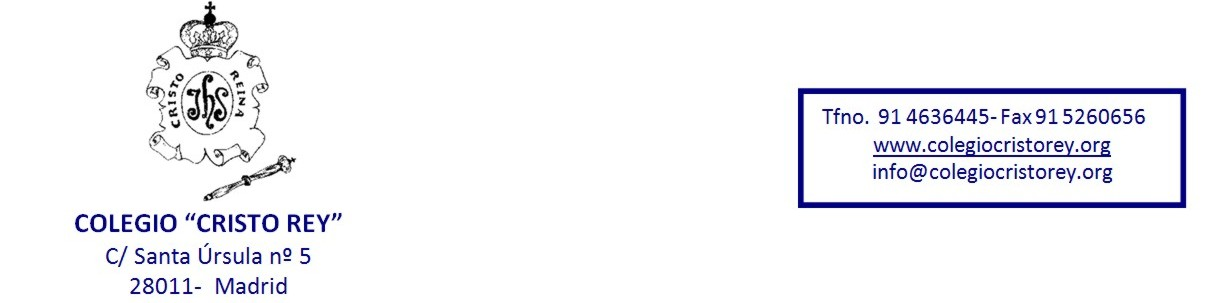 CRISTO REINA
JhS
COLEGIO “CRISTO REY”
C/ Santa Úrsula nº 5
28011- Madrid
Tfno. 91 4636445- Fax 91 5260656
www.colegiocristorey.org
info@colegiocristorey.org